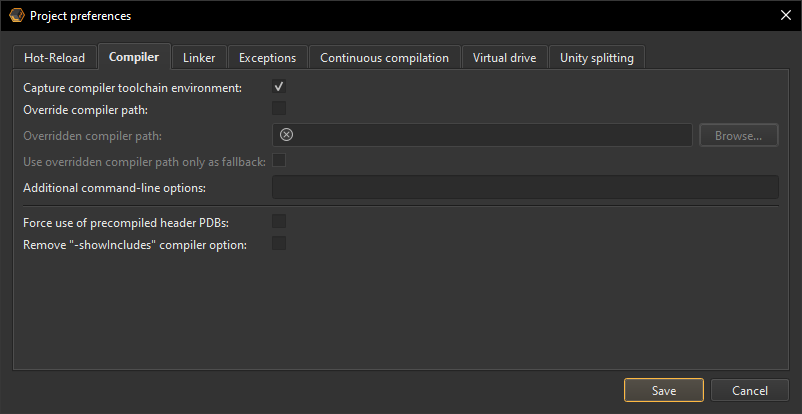 Project preferences
Hot-Reload Compiler Linker Exceptions Continuous compilation Virtual drive Unity splitting
Capture compiler toolchain environment:
Override compiler path:
Overridden compiler path: Browse...
Use overridden compiler path only as fallback:
Additional command-line options:
Force use of precompiled header PDBs:
Remove "-showIncludes" compiler option:
Save Cancel